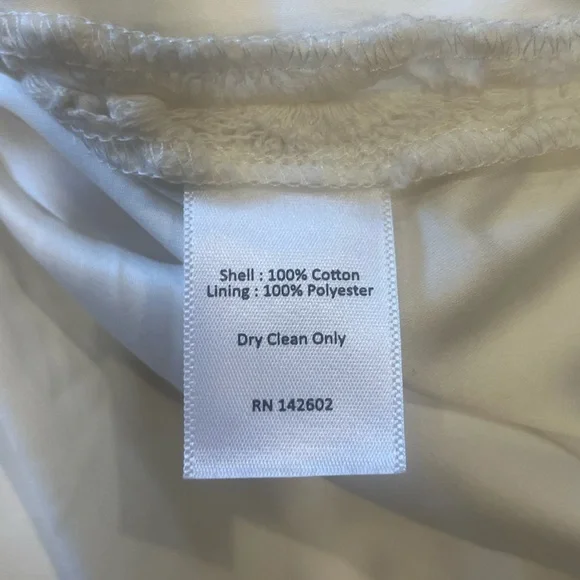 Shell : 100% Cotton
Lining : 100% Polyester
Dry Clean Only
RN 142602